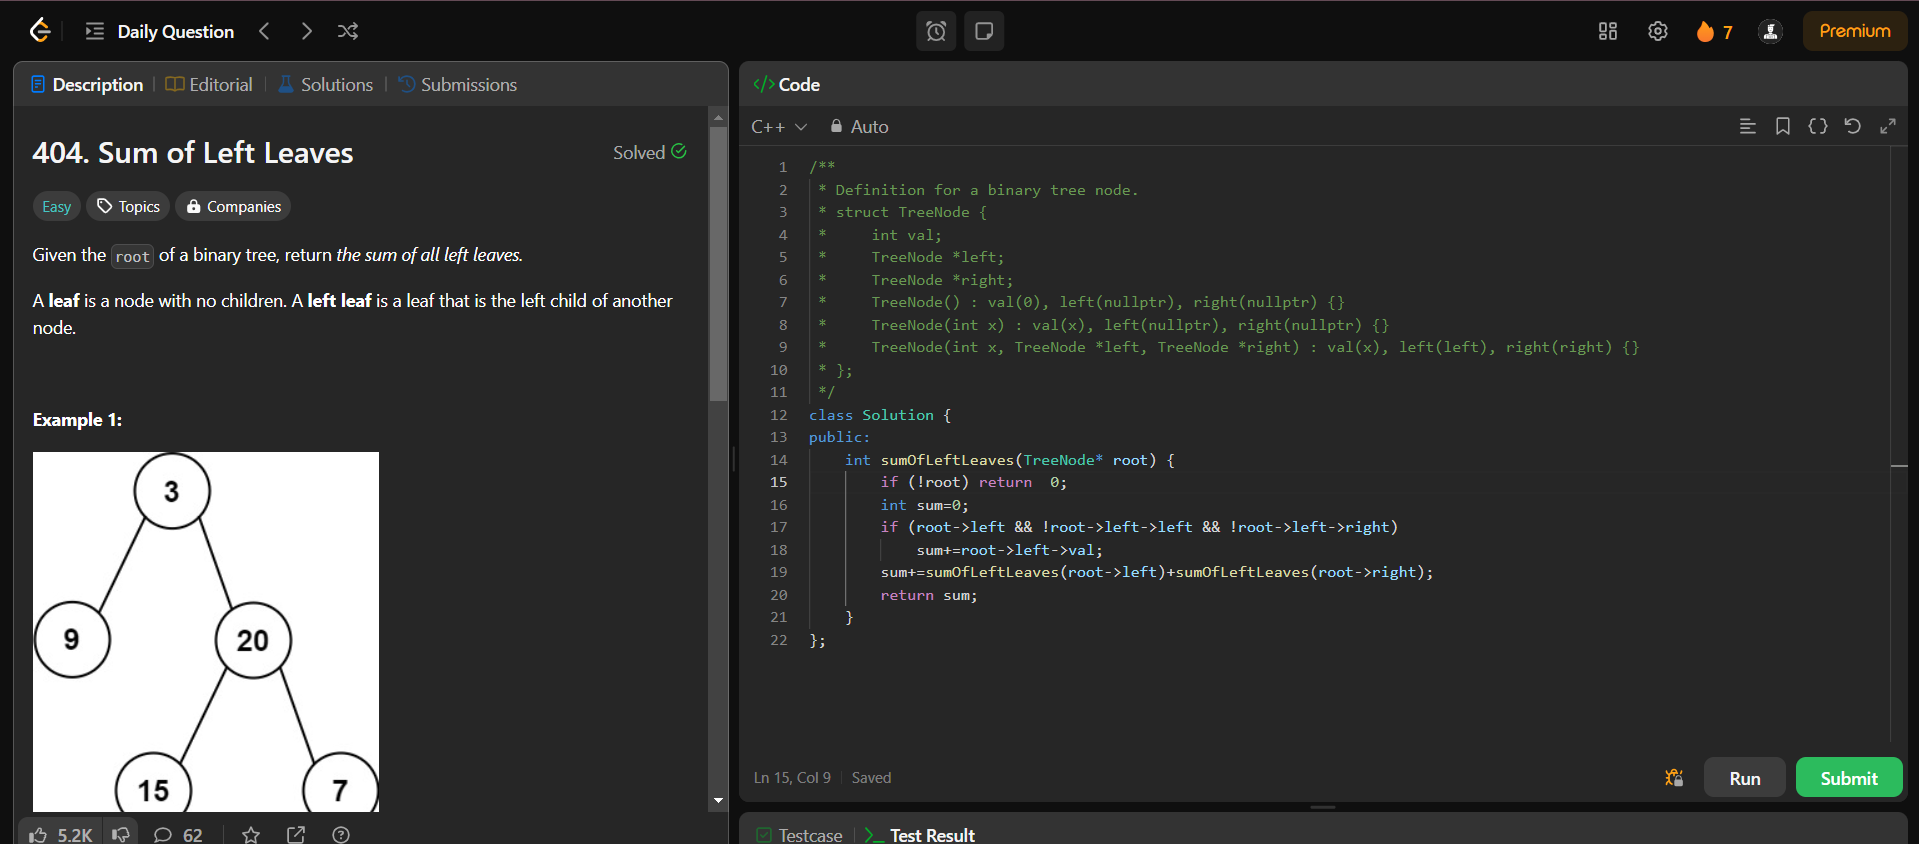 Daily Question
7
Premium
Description
Editorial
Solutions
Submissions
404. Sum of Left Leaves
Solved
Easy
Topics
Companies
Given the root of a binary tree, return the sum of all left leaves.
A leaf is a node with no children. A left leaf is a leaf that is the left child of another
node.
Example 1:
3
9
20
15
7
5.2K
62
</> Code
C++
Auto
1 /**
2  * Definition for a binary tree node.
3  * struct TreeNode {
4  *     int val;
5  *     TreeNode *left;
6  *     TreeNode *right;
7  *     TreeNode() : val(0), left(nullptr), right(nullptr) {}
8  *     TreeNode(int x) : val(x), left(nullptr), right(nullptr) {}
9  *     TreeNode(int x, TreeNode *left, TreeNode *right) : val(x), left(left), right(right) {}
10  * };
11  */
12 class Solution {
13 public:
14     int sumOfLeftLeaves(TreeNode* root) {
15         if (!root) return  0;
16         int sum=0;
17         if (root->left && !root->left->left && !root->left->right)
18             sum+=root->left->val;
19         sum+=sumOfLeftLeaves(root->left)+sumOfLeftLeaves(root->right);
20         return sum;
21     }
22 };
Ln 15, Col 9
Saved
Run
Submit
Testcase
Test Result